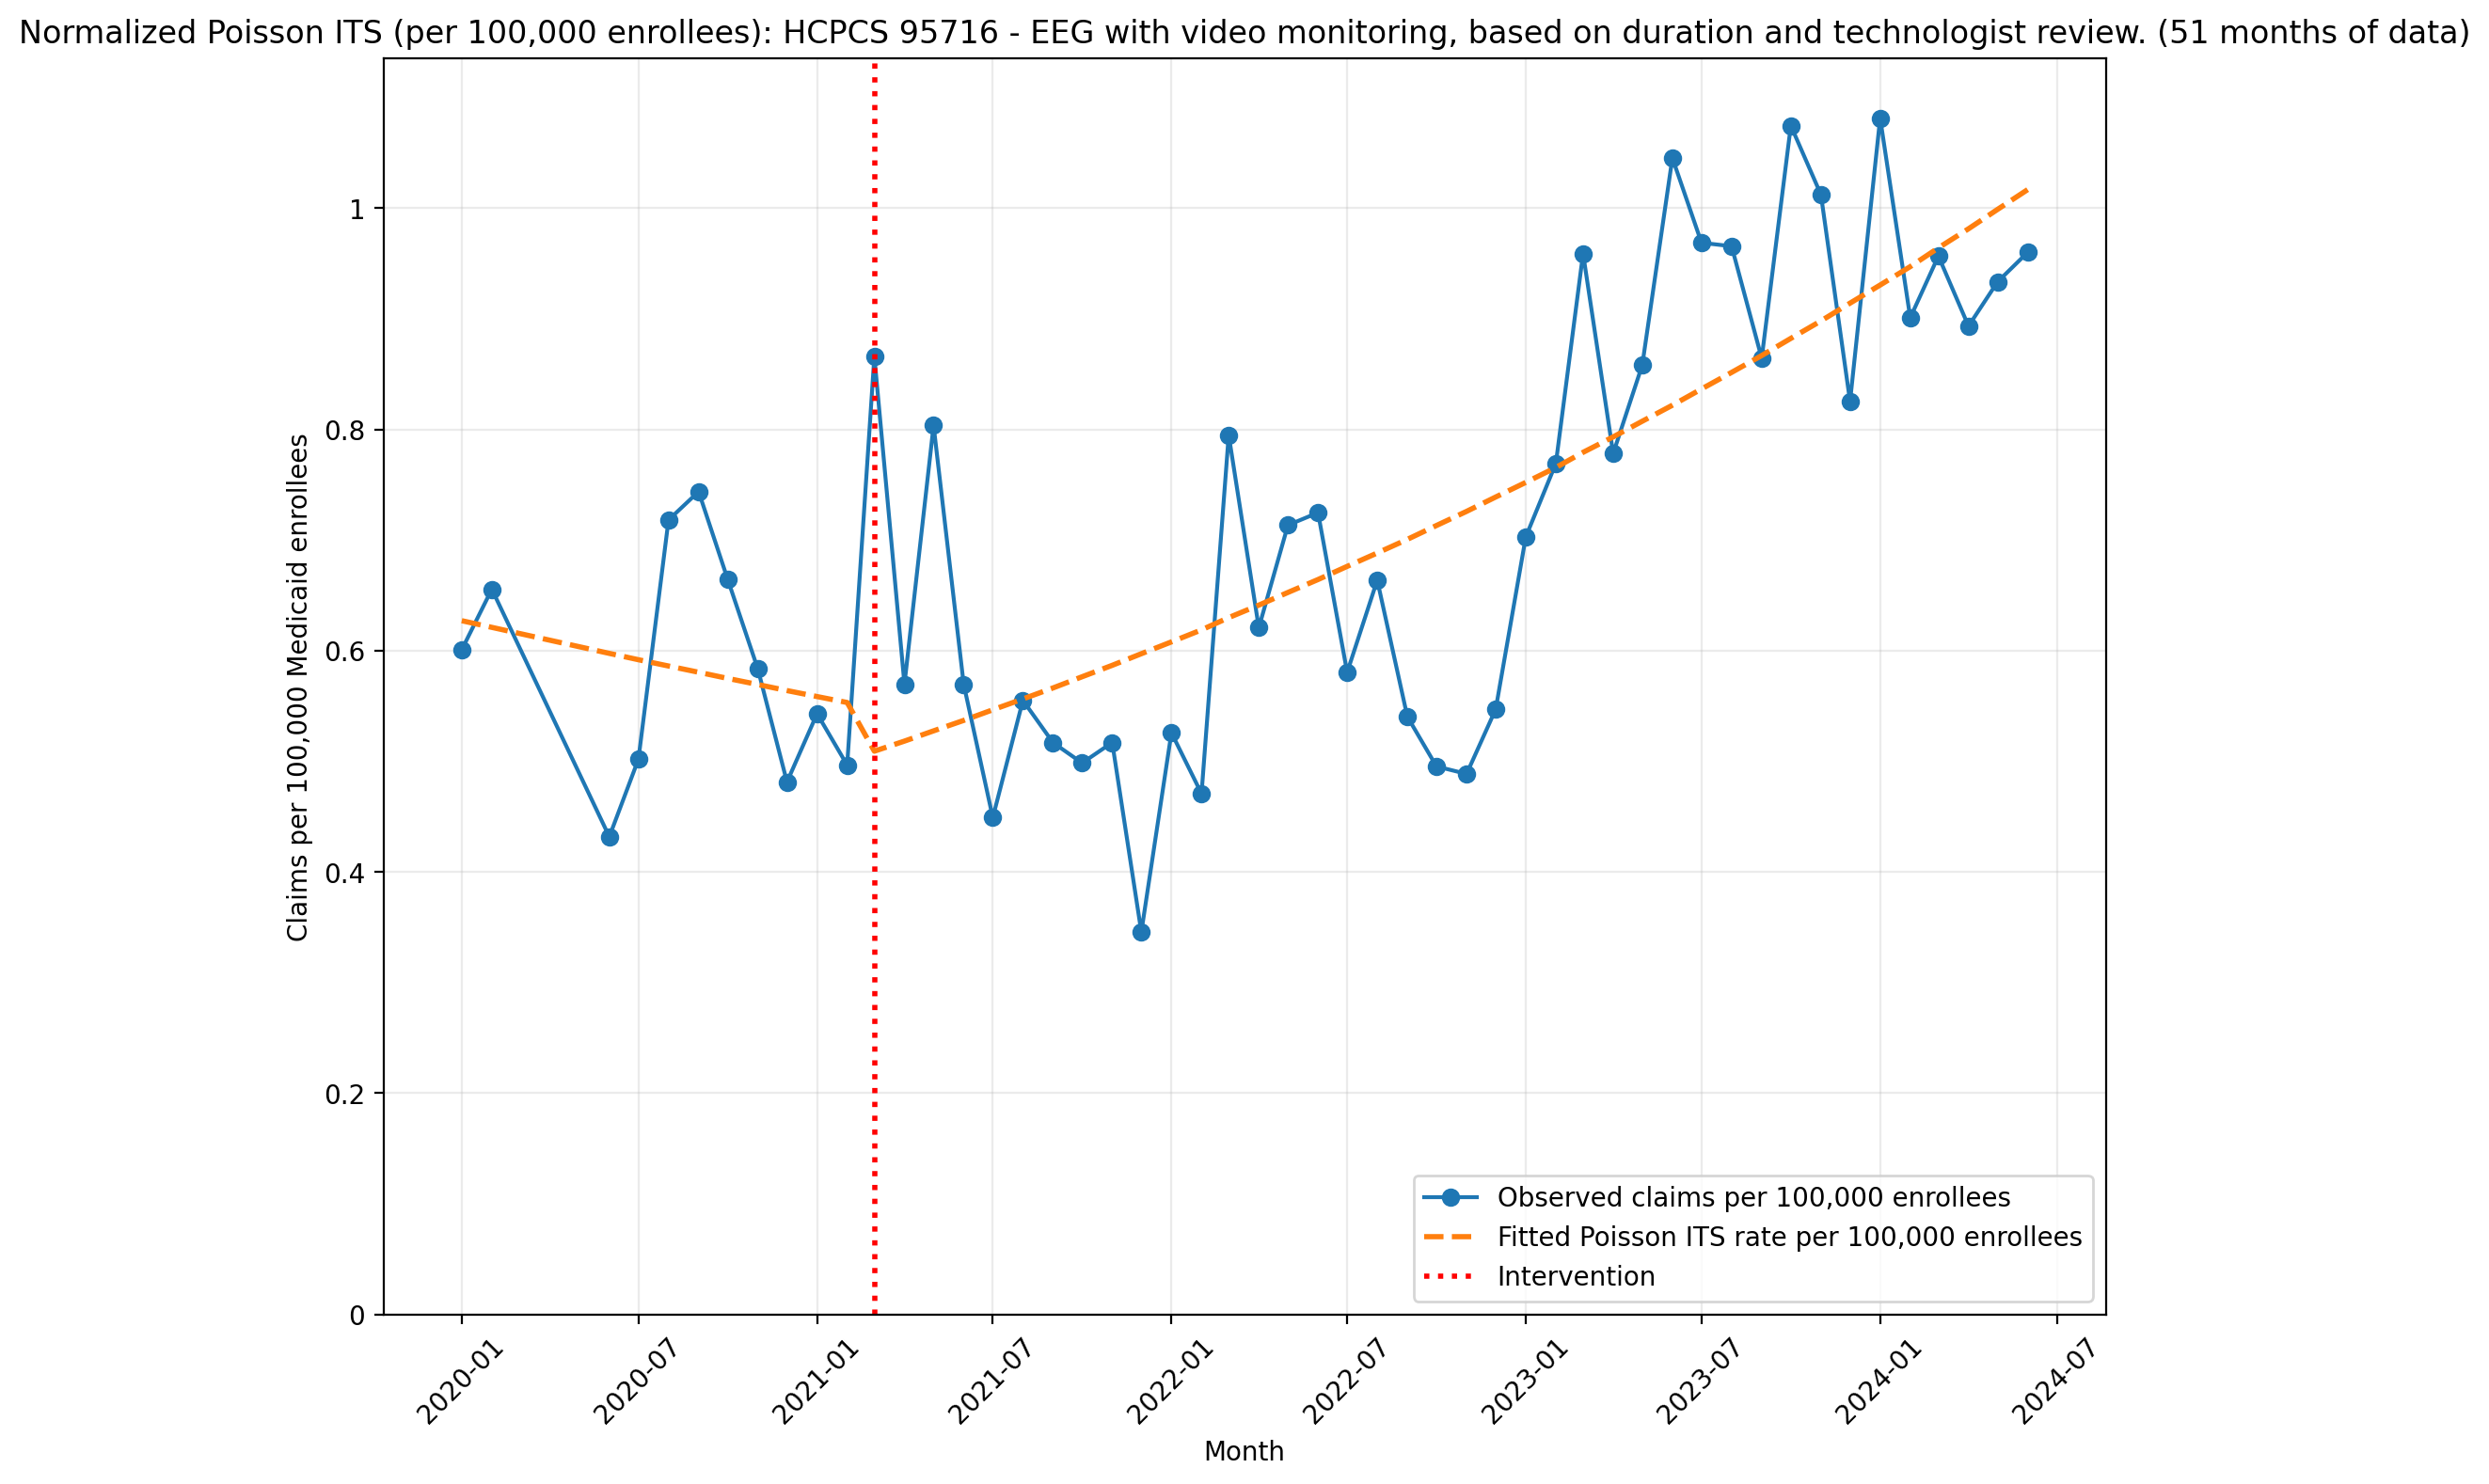 Normalized Poisson ITS (per 100,000 enrollees): HCPCS 95716 - EEG with video monitoring, based on duration and technologist review. (51 months of data)
Claims per 100,000 Medicaid enrollees
1
0.8
0.6
0.4
0.2
0
Observed claims per 100,000 enrollees
Fitted Poisson ITS rate per 100,000 enrollees
Intervention
2020-01
2020-07
2021-01
2021-07
2022-01
2022-07
2023-01
2023-07
2024-01
2024-07
Month